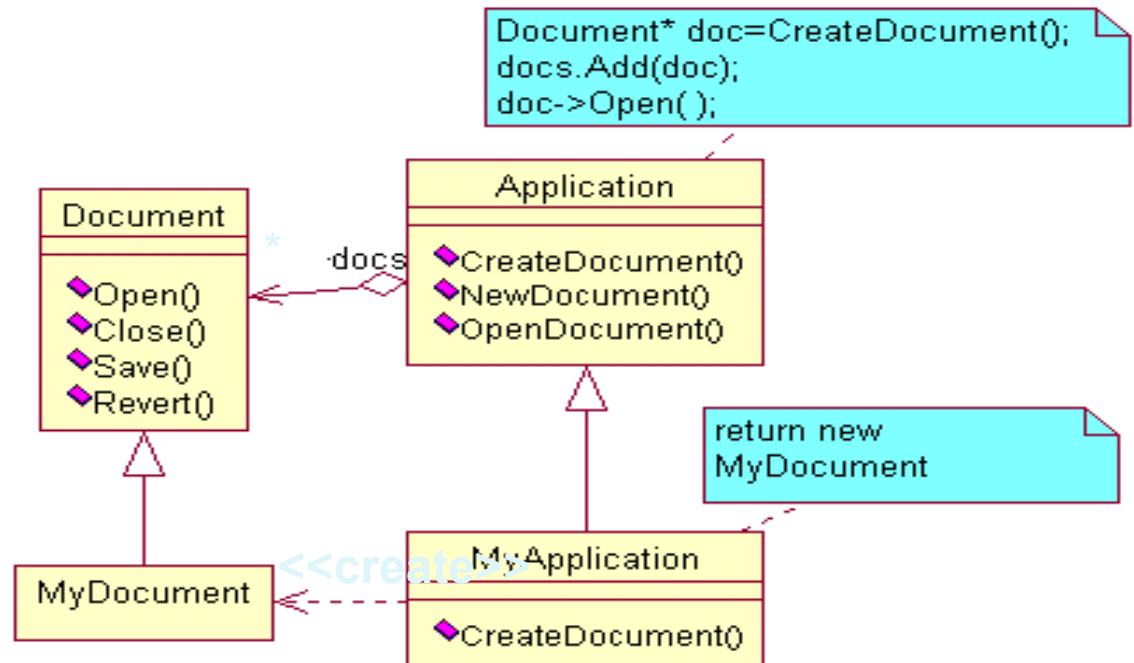 Document* doc=CreateDocument();
docs.Add(doc);
doc->Open( );
Application
CreateDocument()
NewDocument()
OpenDocument()
Document
Open()
Close()
Save()
Revert()
*
·docs
return new
MyDocument
MyApplication
CreateDocument()
<<create>>
MyDocument